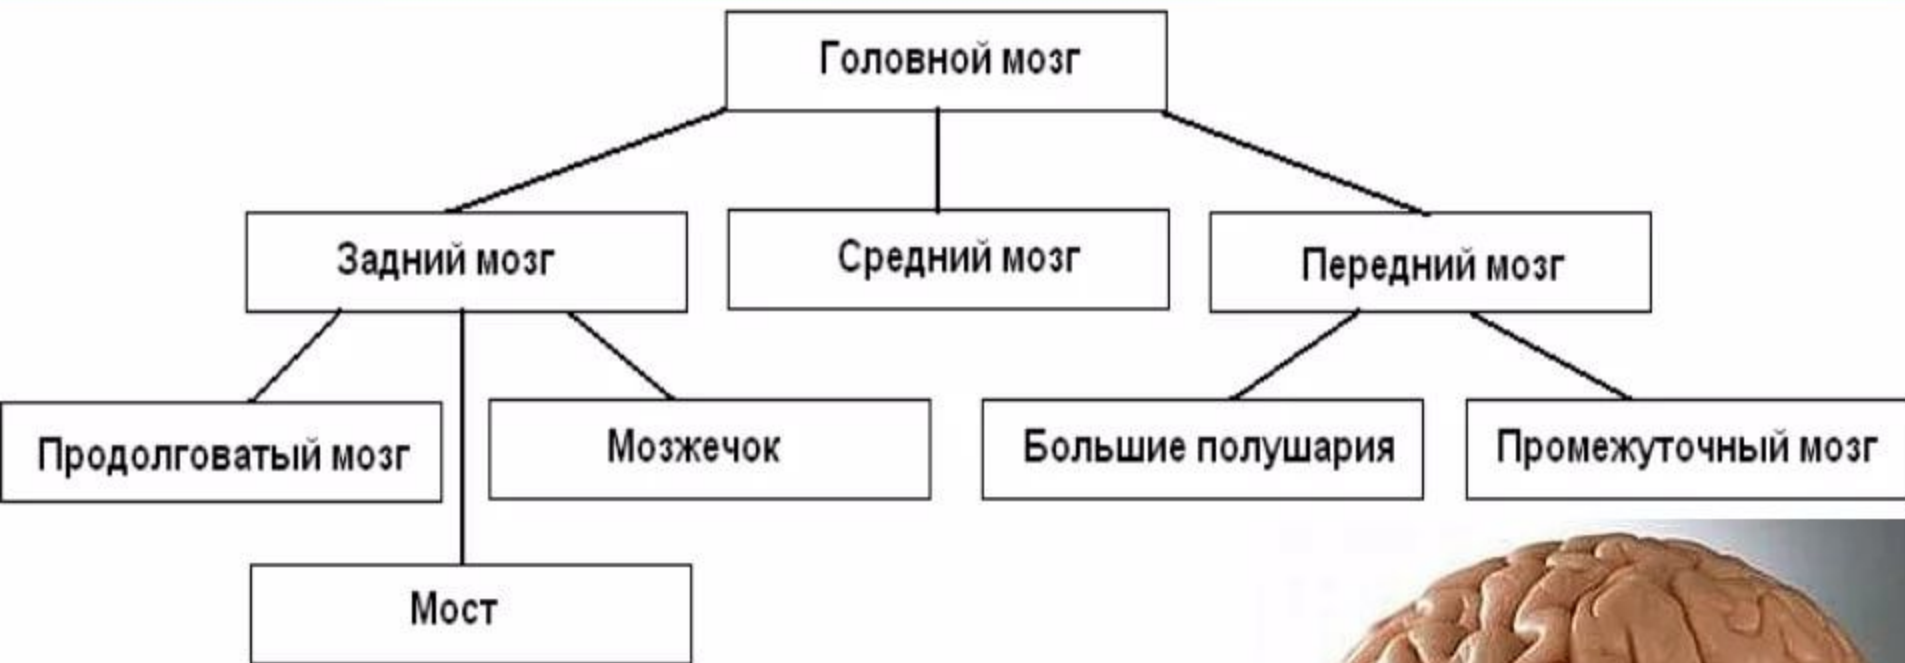 Головной мозг
Задний мозг
Средний мозг
Передний мозг
Продолговатый мозг
Мозжечок
Большие полушария
Промежуточный мозг
Мост